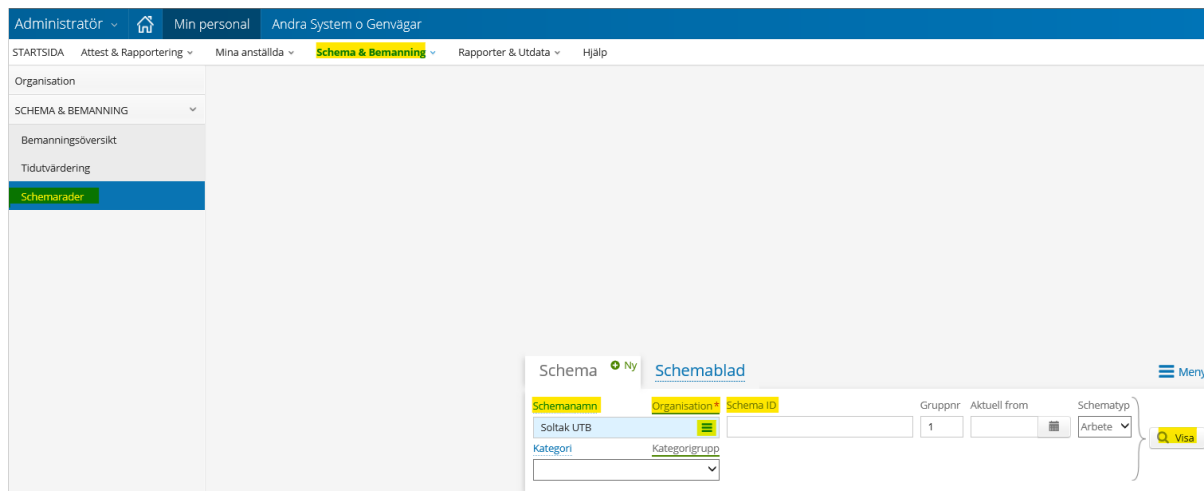 Administratör Min personal Andra System o Genvägar
STARTSIDA Attest & Rapportering Mina anställda Schema & Bemanning Rapporter & Utdata Hjälp
Organisation
SCHEMA & BEMANNING
Bemanningsöversikt
Tidutvärdering
Schemarader
Schema Ny Schemablad Meny
Schemanamn Organisation* Schema ID Gruppnr Aktuell from Schematyp
Soltak UTB 1 Arbete
Visa
Kategori Kategorigrupp